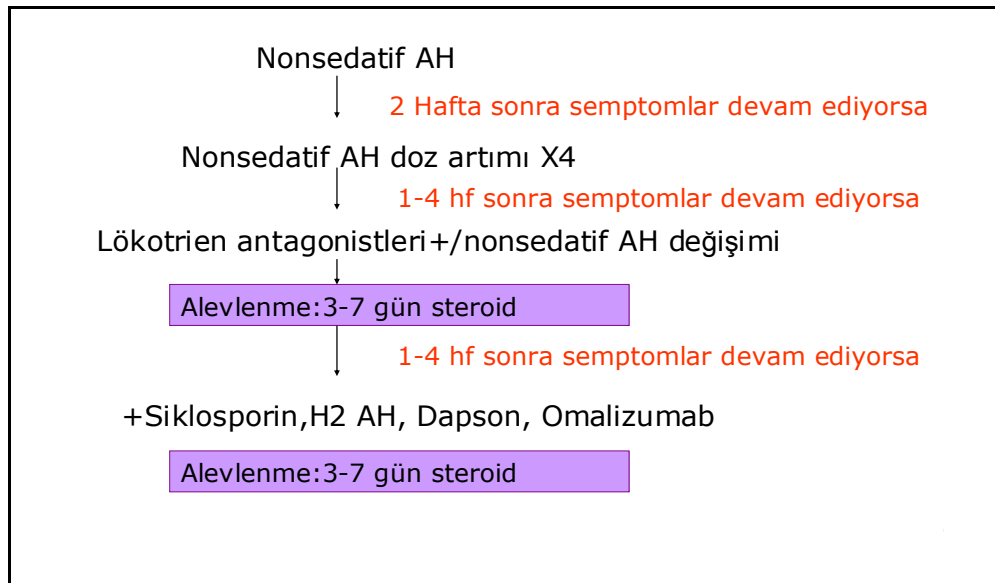 Nonsedatif AH
2 Hafta sonra semptomlar devam ediyorsa
Nonsedatif AH doz artımı X4
1-4 hf sonra semptomlar devam ediyorsa
Lökotrien antagonistleri+/nonsedatif AH değişimi
Alevlenme:3-7 gün steroid
1-4 hf sonra semptomlar devam ediyorsa
+Siklosporin,H2 AH, Dapson, Omalizumab
Alevlenme:3-7 gün steroid